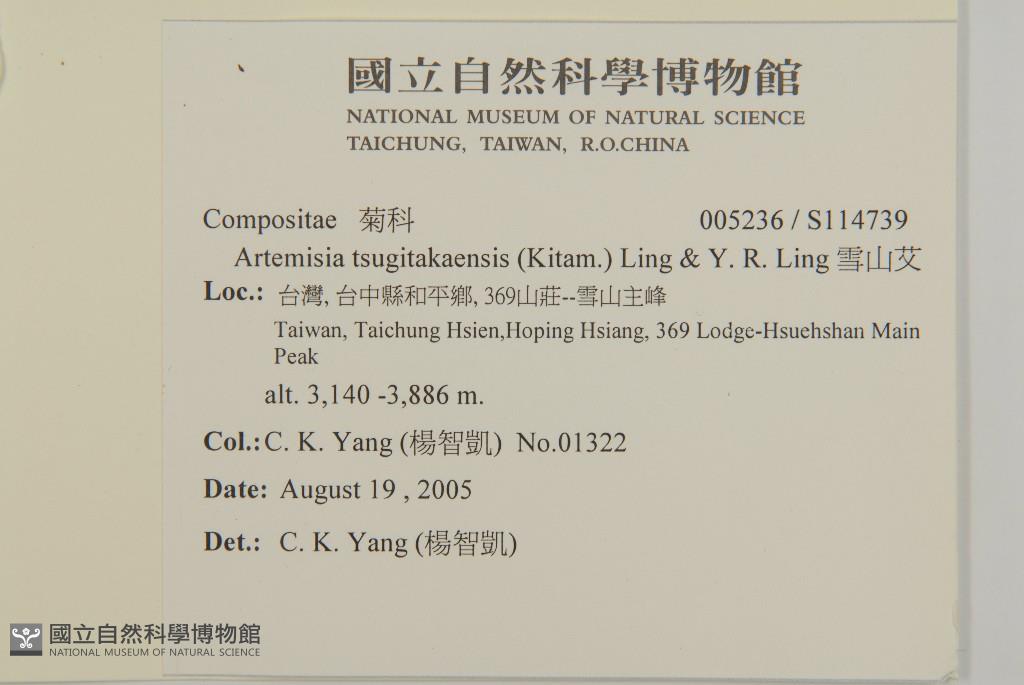 國立自然科學博物館
NATIONAL MUSEUM OF NATURAL SCIENCE
TAICHUNG, TAIWAN, R.O.CHINA
Compositae 菊科 005236 / S114739
Artemisia tsugitakaensis (Kitam.) Ling & Y. R. Ling 雪山艾
Loc.: 台灣, 台中縣和平鄉, 369山莊--雪山主峰
Taiwan, Taichung Hsien,Hoping Hsiang, 369 Lodge-Hsuehshan Main
Peak
alt. 3,140 -3,886 m.
Col.:C. K. Yang (楊智凱) No.01322
Date: August 19 , 2005
Det.: C. K. Yang (楊智凱)
國立自然科學博物館
NATIONAL MUSEUM OF NATURAL SCIENCE